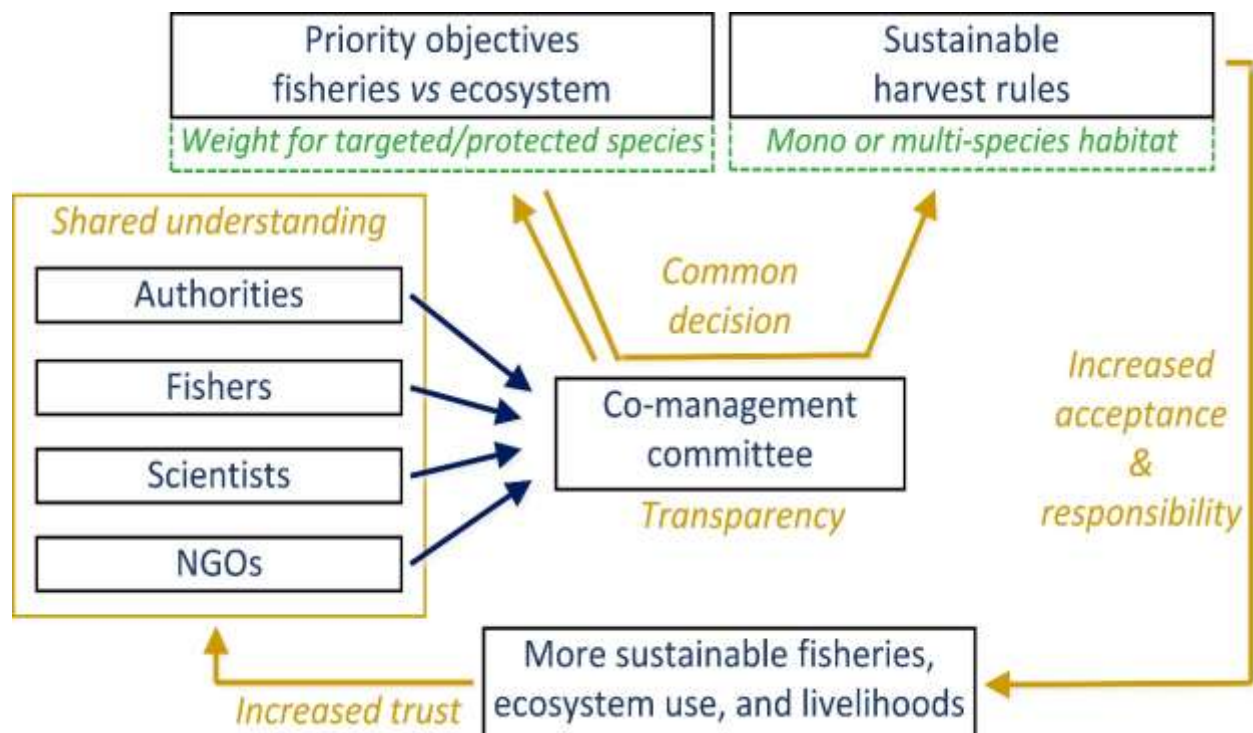 Priority objectives
fisheries vs ecosystem
Weight for targeted/protected species
Sustainable
harvest rules
Mono or multi-species habitat
Shared understanding
Authorities
Fishers
Scientists
NGOs
Common
decision
Co-management
committee
Transparency
Increased
acceptance
&
responsibility
More sustainable fisheries,
ecosystem use, and livelihoods
Increased trust